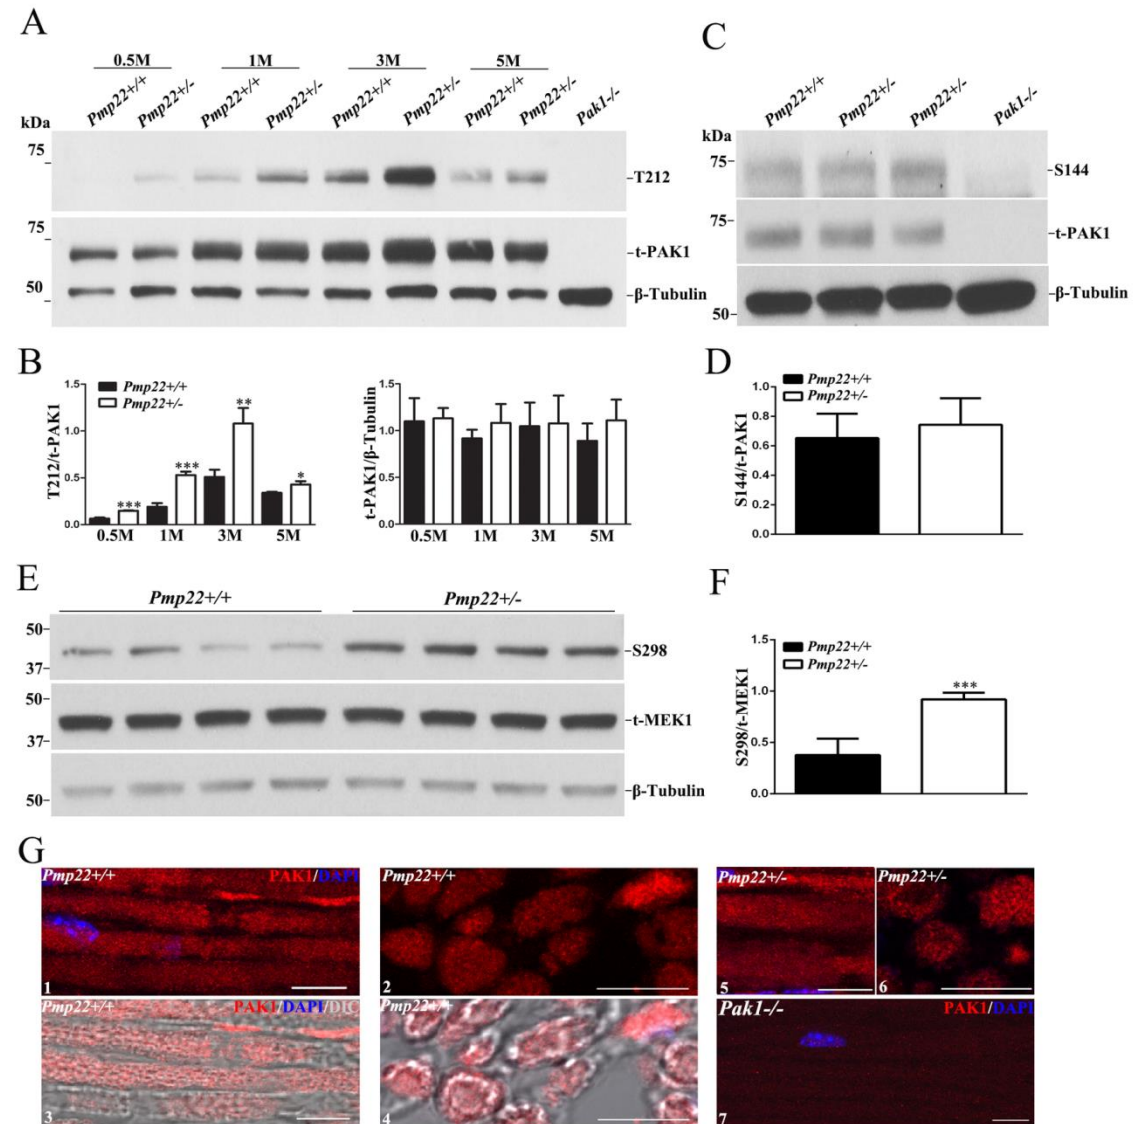 A
0.5M 1M 3M 5M
Pmp22+/+ Pmp22+/- Pmp22+/+ Pmp22+/- Pmp22+/+ Pmp22+/- Pmp22+/+ Pmp22+/- Pak1-/-
kDa
75
T212
75
t-PAK1
50
β-Tubulin
C
Pmp22+/+ Pmp22+/- Pmp22+/- Pak1-/-
kDa
75
S144
75
t-PAK1
50
β-Tubulin
B
T212/t-PAK1
1.5
1.0
0.5
0.0
Pmp22+/+
Pmp22+/-
*** *** ** *
0.5M 1M 3M 5M
t-PAK1/β-Tubulin
1.5
1.0
0.5
0.0
0.5M 1M 3M 5M
D
S144/t-PAK1
1.0
0.8
0.6
0.4
0.2
0.0
Pmp22+/+
Pmp22+/-
E
Pmp22+/+ Pmp22+/-
50
S298
37
50
t-MEK1
37
β-Tubulin
50
F
S298/t-MEK1
1.5
1.0
0.5
0.0
Pmp22+/+
Pmp22+/-
***
G
Pmp22+/+ PAK1/DAPI
1
Pmp22+/+
2
Pmp22+/-
5
Pmp22+/-
6
Pmp22+/+ PAK1/DAPI/DIC
3
Pmp22+/+
4
Pak1-/- PAK1/DAPI
7